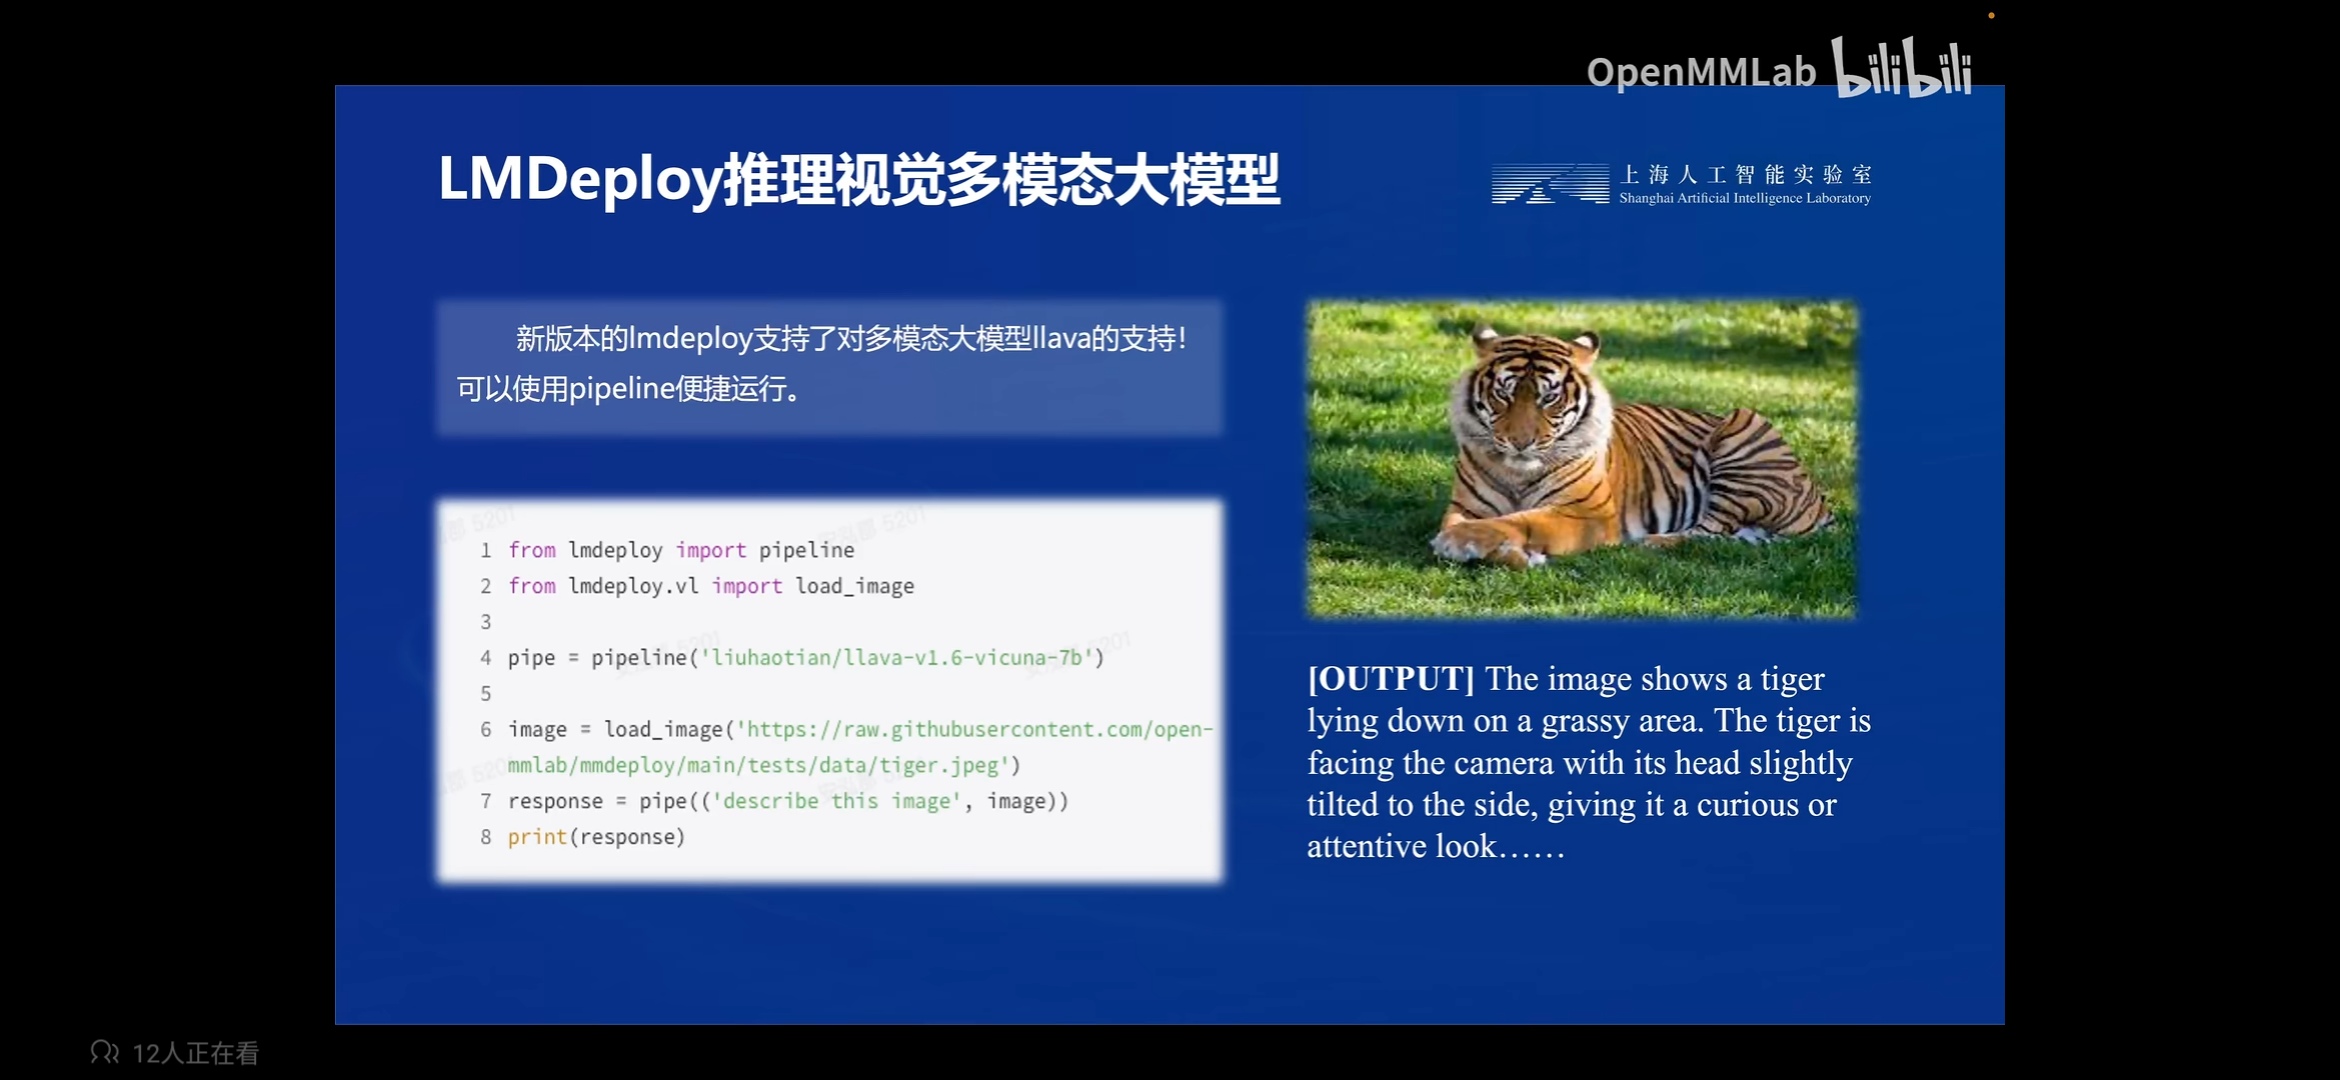 OpenMMLab bilibili
LMDeploy推理视觉多模态大模型
上海人工智能实验室
Shanghai Artificial Intelligence Laboratory
新版本的lmdeploy支持了对多模态大模型llava的支持！
可以使用pipeline便捷运行。
1 from lmdeploy import pipeline
2 from lmdeploy.vl import load_image
3
4 pipe = pipeline('liuhaotian/llava-v1.6-vicuna-7b')
5
6 image = load_image('https://raw.githubusercontent.com/open-
mmlab/mmdeploy/main/tests/data/tiger.jpeg')
7 response = pipe(('describe this image', image))
8 print(response)
[OUTPUT] The image shows a tiger
lying down on a grassy area. The tiger is
facing the camera with its head slightly
tilted to the side, giving it a curious or
attentive look……
12人正在看